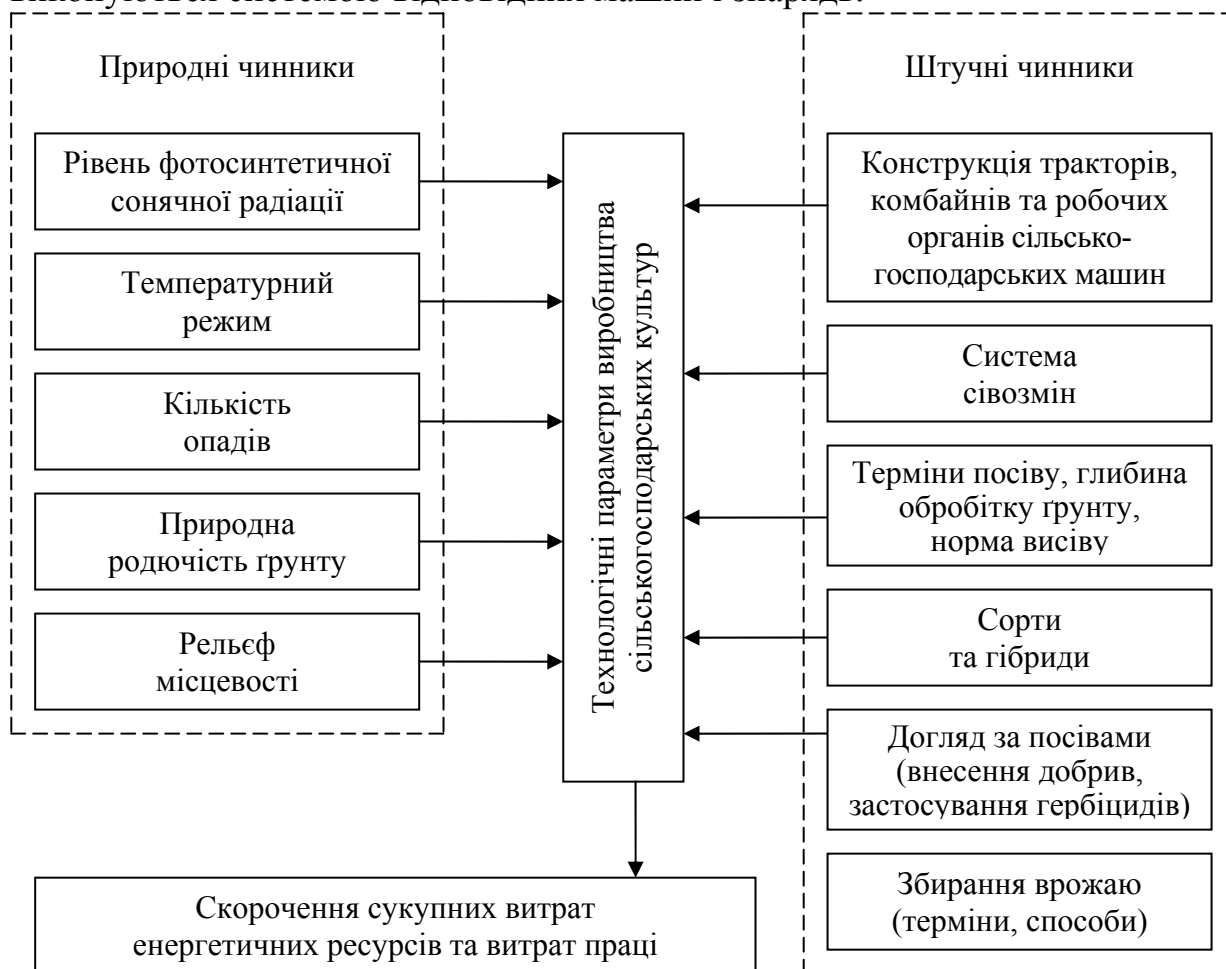 виконуються системою відповідних машин і знарядь.
Природні чинники
Рівень фотосинтетичної
сонячної радіації
Температурний
режим
Кількість
опадів
Природна
родючість ґрунту
Рельєф
місцевості
Технологічні параметри виробництва
сільськогосподарських культур
Штучні чинники
Конструкція тракторів,
комбайнів та робочих
органів сільсько-
господарських машин
Система
сівозмін
Терміни посіву, глибина
обробітку ґрунту,
норма висіву
Сорти
та гібриди
Догляд за посівами
(внесення добрив,
застосування гербіцидів)
Збирання врожаю
(терміни, способи)
Скорочення сукупних витрат
енергетичних ресурсів та витрат праці